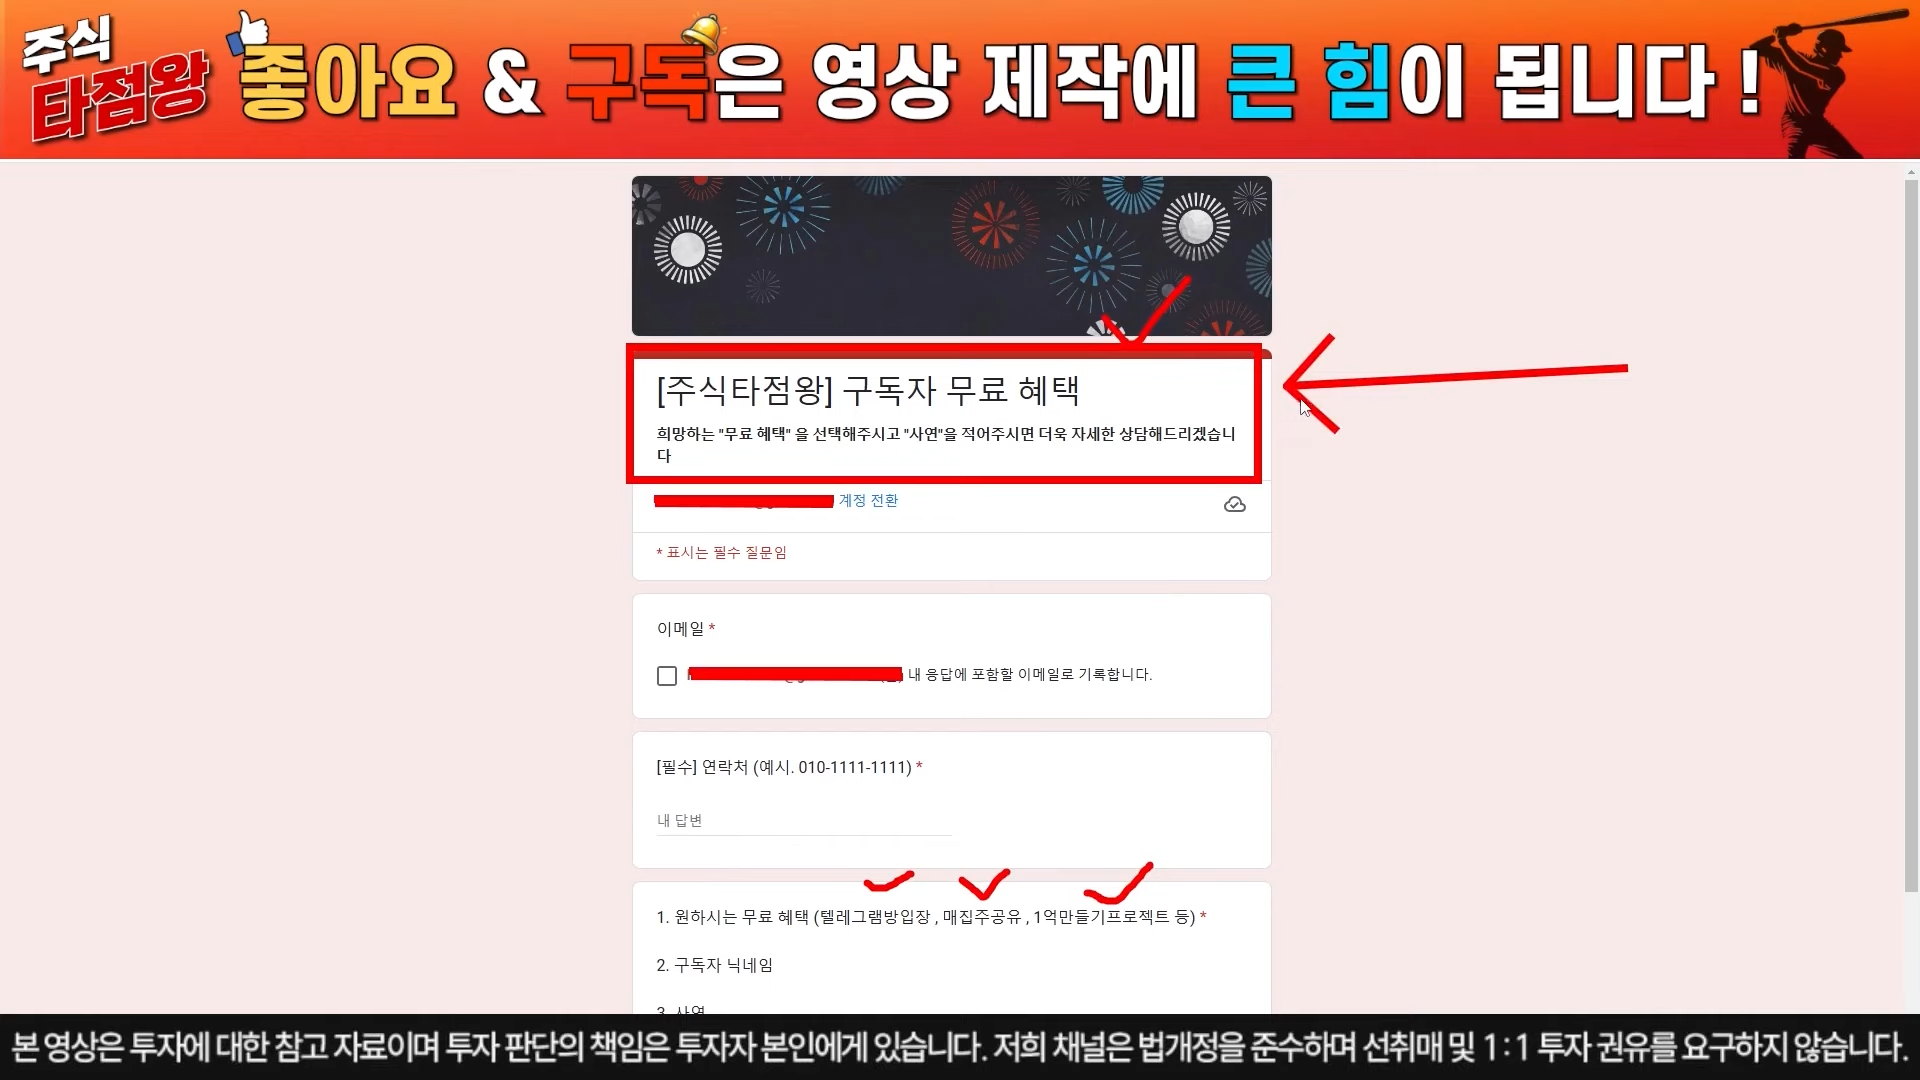 주식
타점왕
좋아요 & 구독은 영상 제작에 큰 힘이 됩니다 !
[주식타점왕] 구독자 무료 혜택
희망하는 "무료 혜택" 을 선택해주시고 "사연"을 적어주시면 더욱 자세한 상담해드리겠습니
다
계정 전환
* 표시는 필수 질문임
이메일 *
내 응답에 포함할 이메일로 기록합니다.
[필수] 연락처 (예시. 010-1111-1111) *
내 답변
1. 원하시는 무료 혜택 (텔레그램방입장 , 매집주공유 , 1억만들기프로젝트 등) *
2. 구독자 닉네임
3. 사연
본 영상은 투자에 대한 참고 자료이며 투자 판단의 책임은 투자자 본인에게 있습니다. 저희 채널은 법개정을 준수하며 선취매 및 1:1 투자 권유를 요구하지 않습니다.